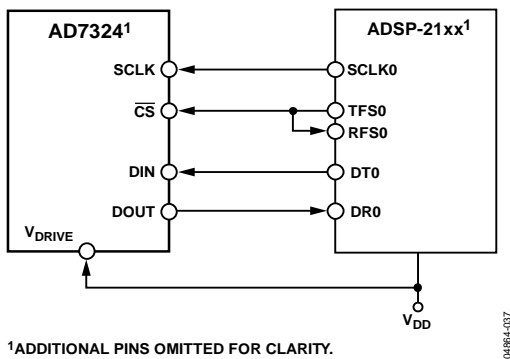 AD7324¹
ADSP-21xx¹
SCLK
SCLK0
CS
TFS0
RFS0
DIN
DT0
DOUT
DR0
VDRIVE
VDD
¹ADDITIONAL PINS OMITTED FOR CLARITY.
04864-037